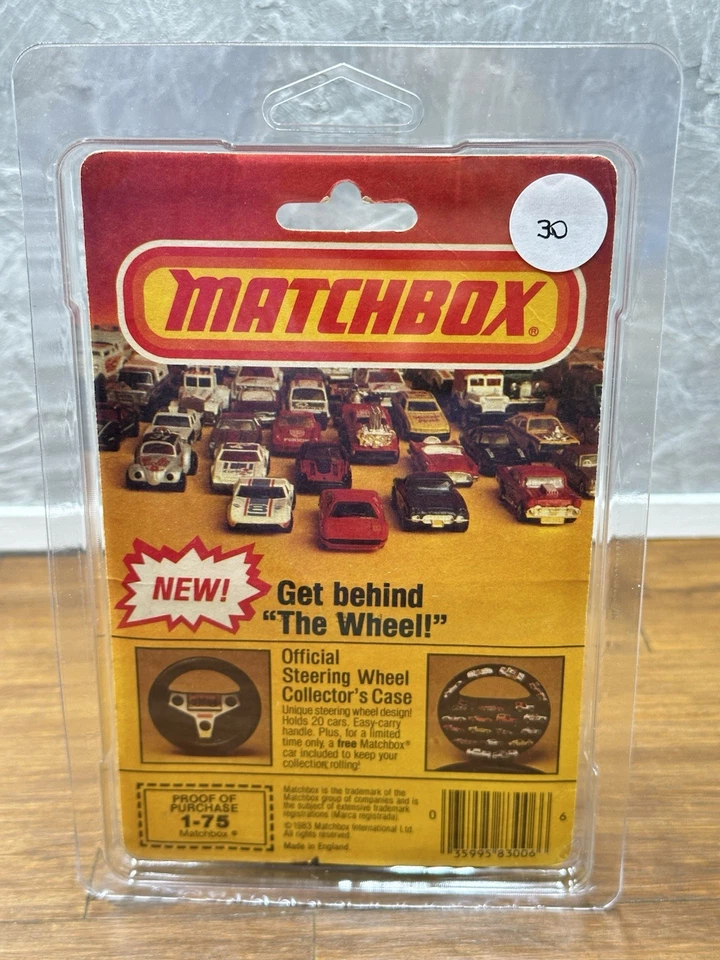 30
MATCHBOX®
NEW!
Get behind
“The Wheel!”
Official
Steering Wheel
Collector's Case
Unique steering wheel design!
Holds 20 cars. Easy-carry
handle. Plus, for a limited
time only, a free Matchbox®
car included to keep your
collection rolling!
PROOF OF
PURCHASE
1-75
Matchbox ®
Matchbox is the trademark of the
Matchbox group of companies and is
the subject of extensive trademark
registrations (Marca registrada).
©1983 Matchbox International Ltd.
All rights reserved.
Made in England.
0 35995 83006 6